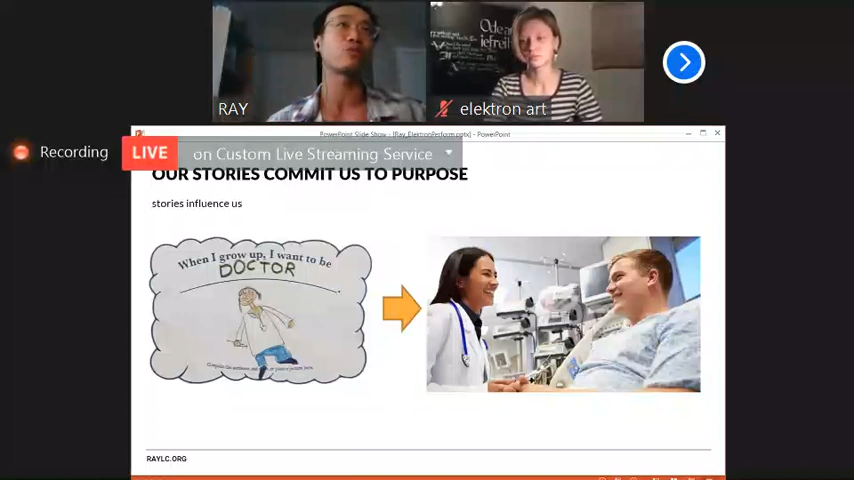 RAY
elektron art
Recording
LIVE
on Custom Live Streaming Service
PowerPoint Slide Show - [Ray_ElektronPerform.pptx] - PowerPoint
OUR STORIES COMMIT US TO PURPOSE
stories influence us
When I grow up, I want to be
DOCTOR
RAYLC.ORG